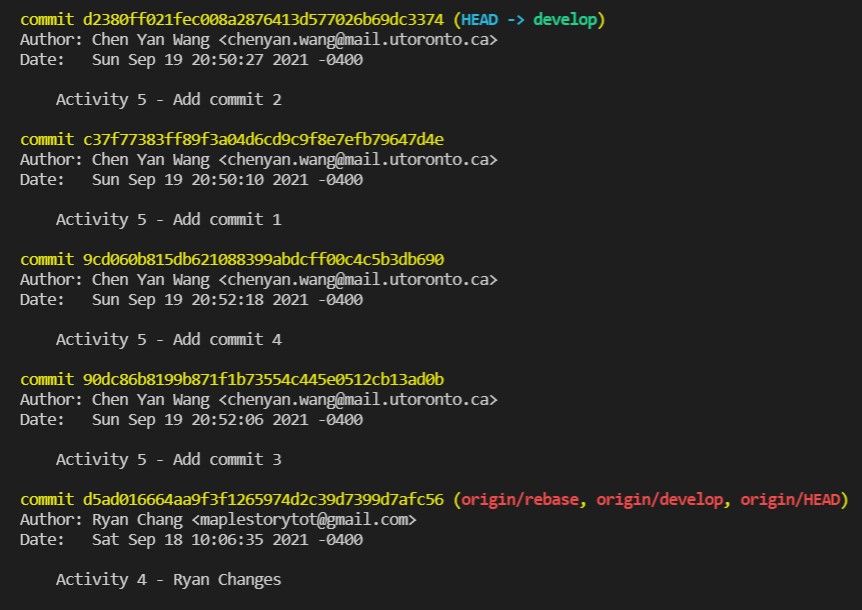 commit d2380ff021fec008a2876413d577026b69dc3374 (HEAD -> develop)
Author: Chen Yan Wang <chenyan.wang@mail.utoronto.ca>
Date:   Sun Sep 19 20:50:27 2021 -0400
Activity 5 - Add commit 2
commit c37f77383ff89f3a04d6cd9c9f8e7efb79647d4e
Author: Chen Yan Wang <chenyan.wang@mail.utoronto.ca>
Date:   Sun Sep 19 20:50:10 2021 -0400
Activity 5 - Add commit 1
commit 9cd060b815db621088399abdcff00c4c5b3db690
Author: Chen Yan Wang <chenyan.wang@mail.utoronto.ca>
Date:   Sun Sep 19 20:52:18 2021 -0400
Activity 5 - Add commit 4
commit 90dc86b8199b871f1b73554c445e0512cb13ad0b
Author: Chen Yan Wang <chenyan.wang@mail.utoronto.ca>
Date:   Sun Sep 19 20:52:06 2021 -0400
Activity 5 - Add commit 3
commit d5ad016664aa9f3f1265974d2c39d7399d7afc56 (origin/rebase, origin/develop, origin/HEAD)
Author: Ryan Chang <maplestorytot@gmail.com>
Date:   Sat Sep 18 10:06:35 2021 -0400
Activity 4 - Ryan Changes